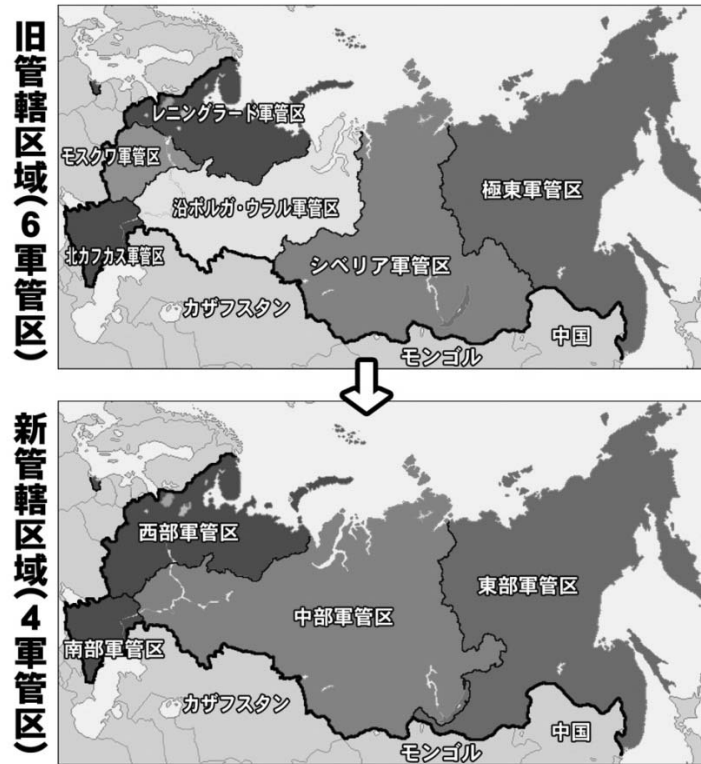 旧管轄区域(6軍管区)
レニングラード軍管区
モスクワ軍管区
沿ボルガ・ウラル軍管区
極東軍管区
北カフカス軍管区
シベリア軍管区
カザフスタン
モンゴル
中国
新管轄区域(4軍管区)
西部軍管区
東部軍管区
中部軍管区
南部軍管区
カザフスタン
モンゴル
中国